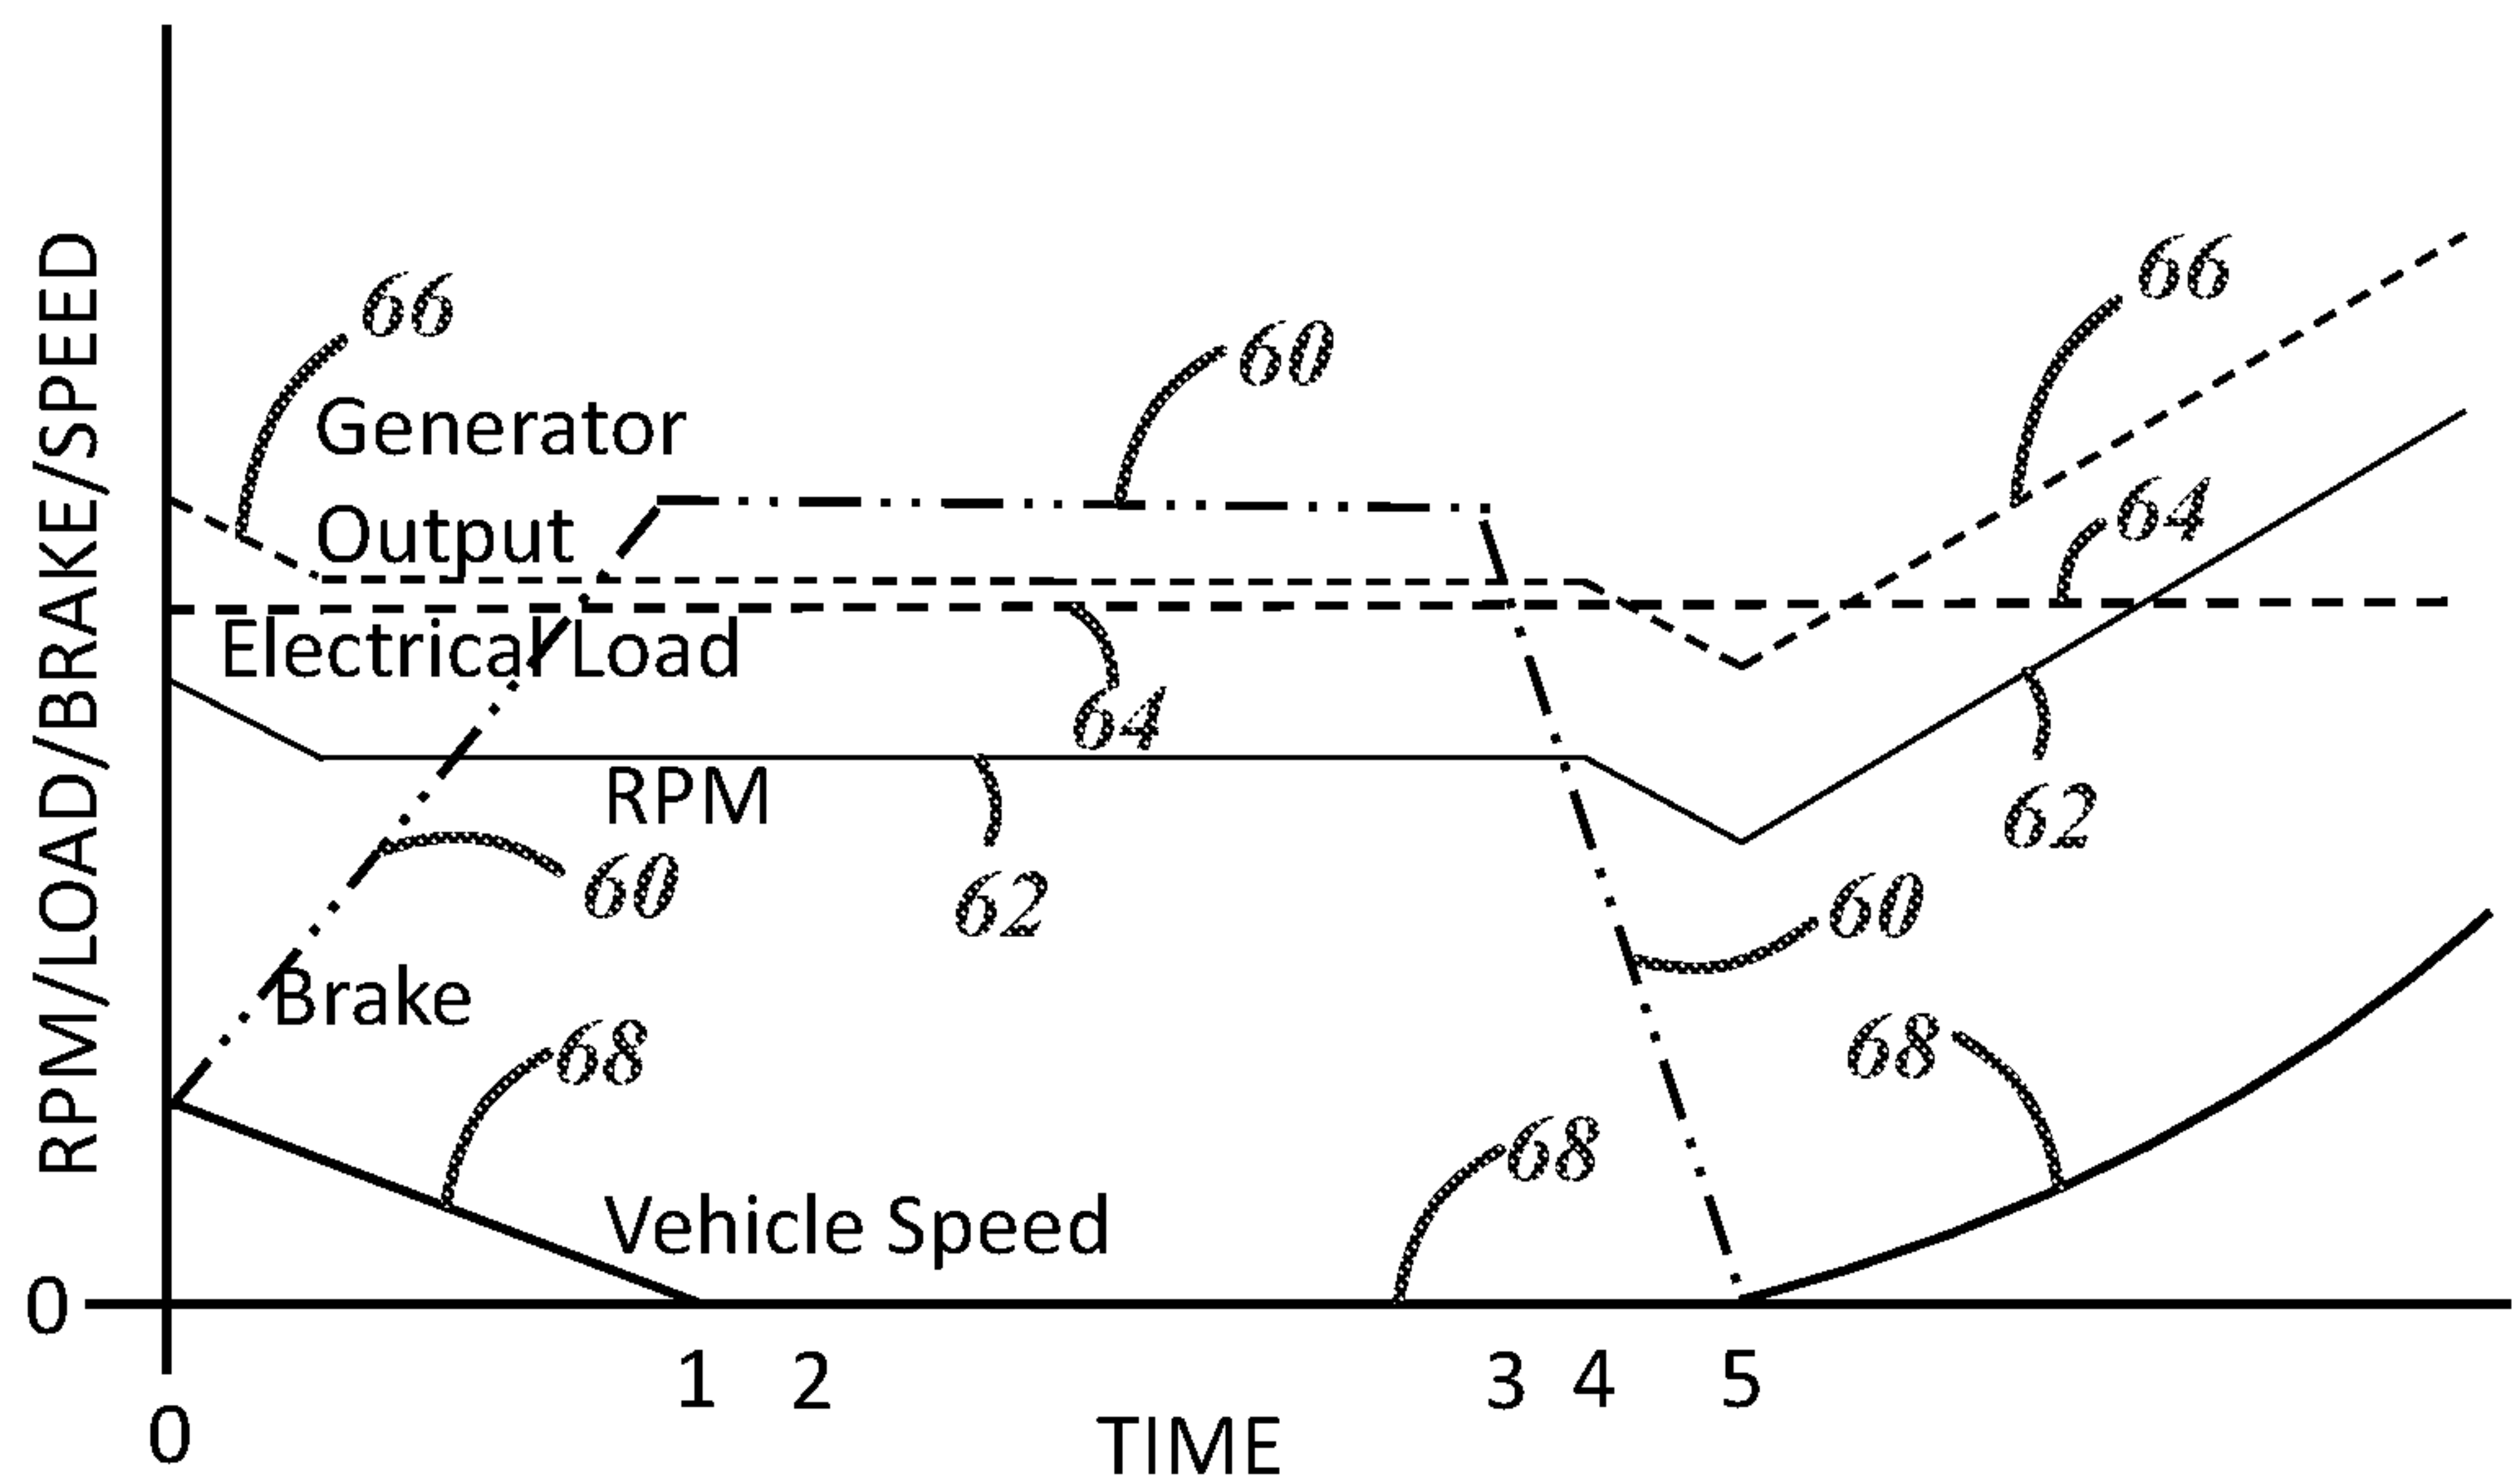 RPM/LOAD/BRAKE/SPEED
66
66
60
Generator
64
Output
Electrical Load
64
RPM
62
60
62
60
Brake
68
68
68
Vehicle Speed
0
1 2 3 4 5
0
TIME